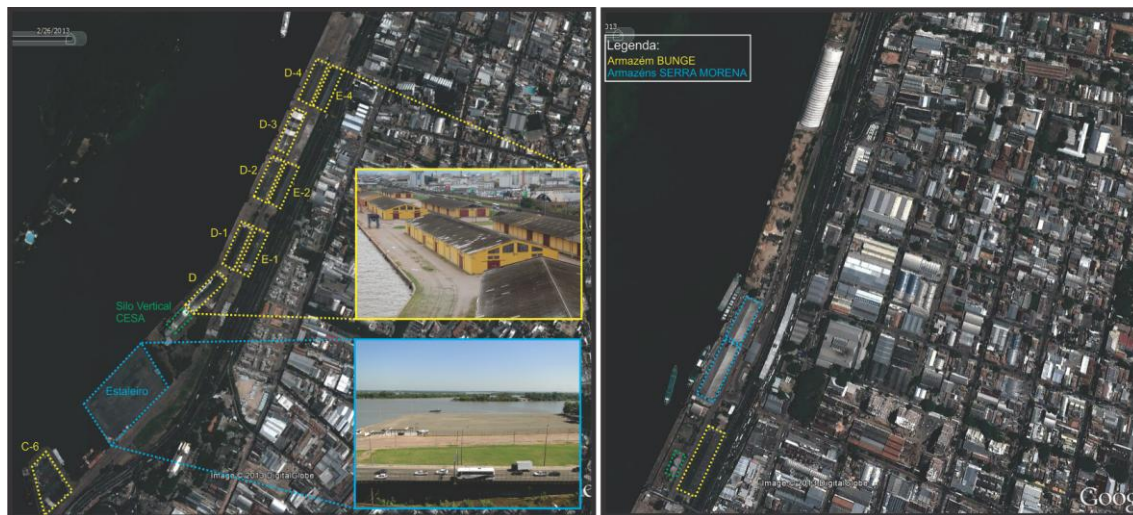 2/26/2013
D-4
E-4
D-3
D-2
E-2
D-1
E-1
D
Silo Vertical
CESA
Estaleiro
C-6
Image © 2013 DigitalGlobe
Legenda:
Armazém BUNGE
Armazéns SERRA MORENA
Image © 2013 DigitalGlobe
Goog